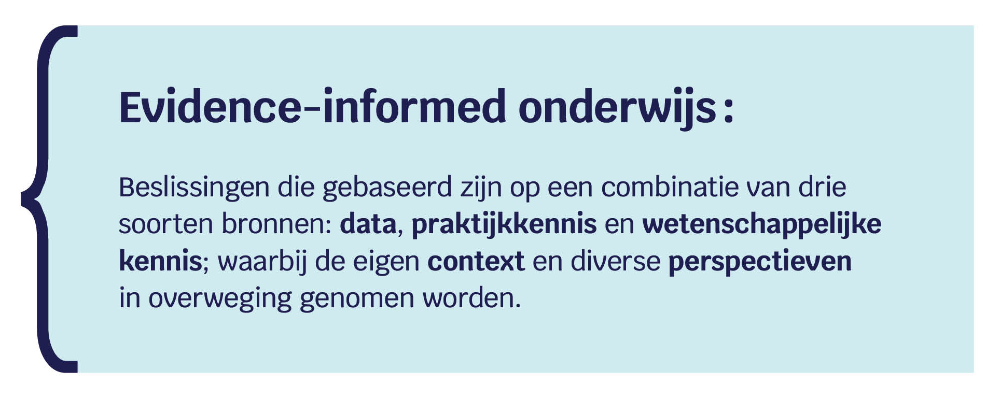 Evidence-informed onderwijs:
Beslissingen die gebaseerd zijn op een combinatie van drie
soorten bronnen: data, praktijkkennis en wetenschappelijke
kennis; waarbij de eigen context en diverse perspectieven
in overweging genomen worden.